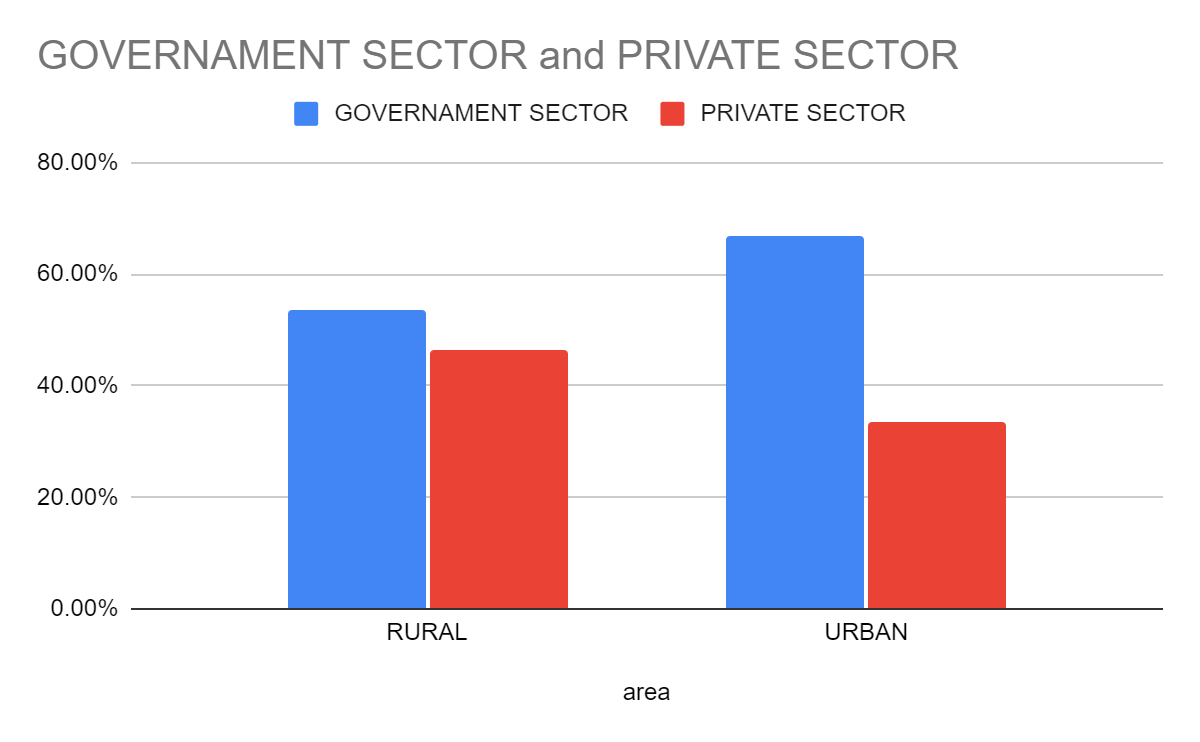 GOVERNAMENT SECTOR and PRIVATE SECTOR
GOVERNAMENT SECTOR PRIVATE SECTOR
80.00%
60.00%
40.00%
20.00%
0.00%
RURAL URBAN
area